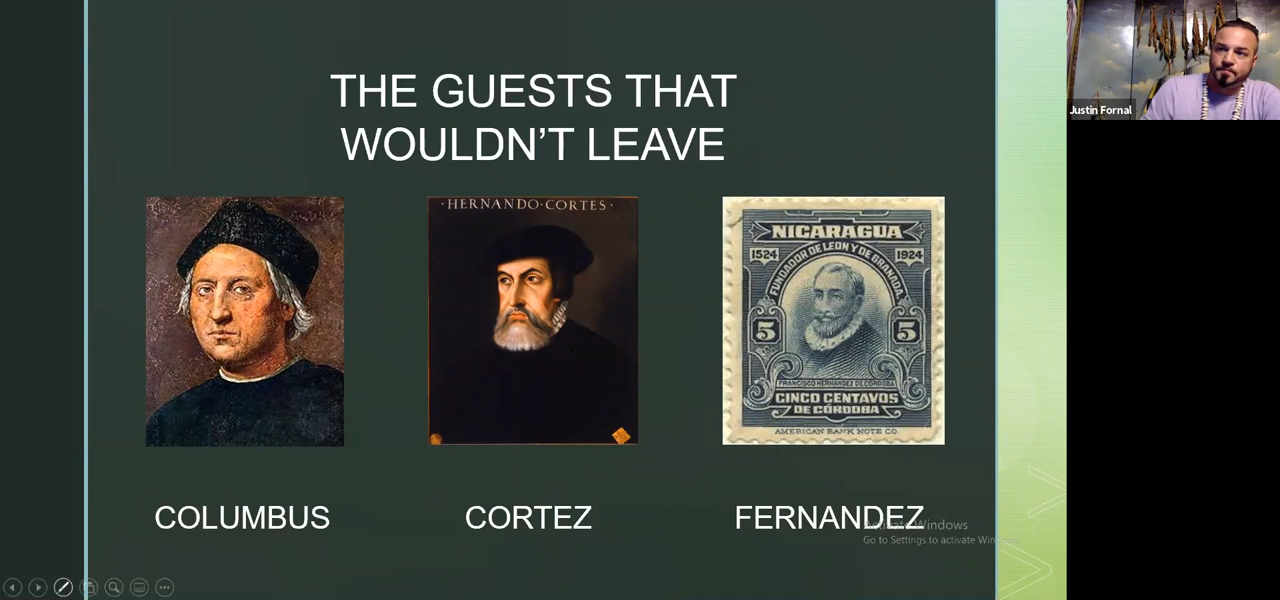 THE GUESTS THAT
WOULDN'T LEAVE
·HERNANDO·CORTES·
NICARAGUA
1524
1924
FUNDADOR DE LEON Y DE GRANADA
5
5
FRANCISCO HERNANDEZ DE CORDOBA
CINCO CENTAVOS
DE CÓRDOBA
AMERICAN BANK NOTE CO
COLUMBUS
CORTEZ
FERNANDEZ
Activate Windows
Go to Settings to activate Windows.
Justin Fornal